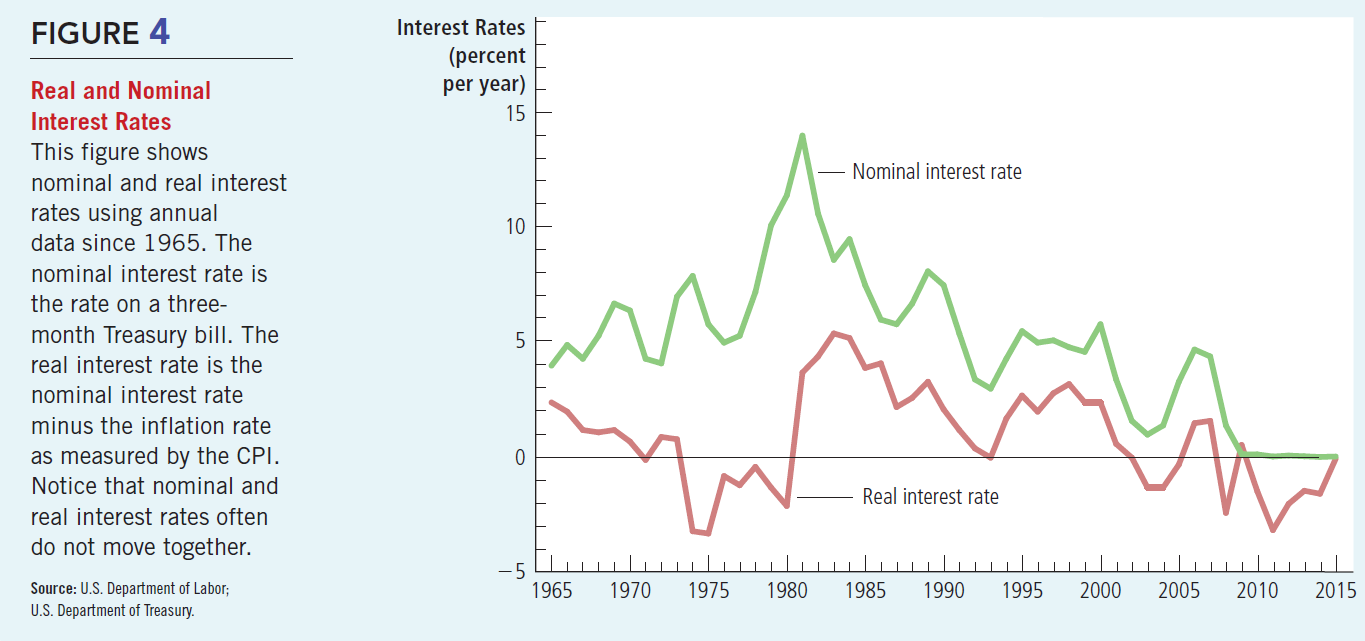 FIGURE 4
Real and Nominal
Interest Rates
This figure shows
nominal and real interest
rates using annual
data since 1965. The
nominal interest rate is
the rate on a three-
month Treasury bill. The
real interest rate is the
nominal interest rate
minus the inflation rate
as measured by the CPI.
Notice that nominal and
real interest rates often
do not move together.
Source: U.S. Department of Labor;
U.S. Department of Treasury.
Interest Rates
(percent
per year)
15
10
5
0
–5
Nominal interest rate
Real interest rate
1965 1970 1975 1980 1985 1990 1995 2000 2005 2010 2015